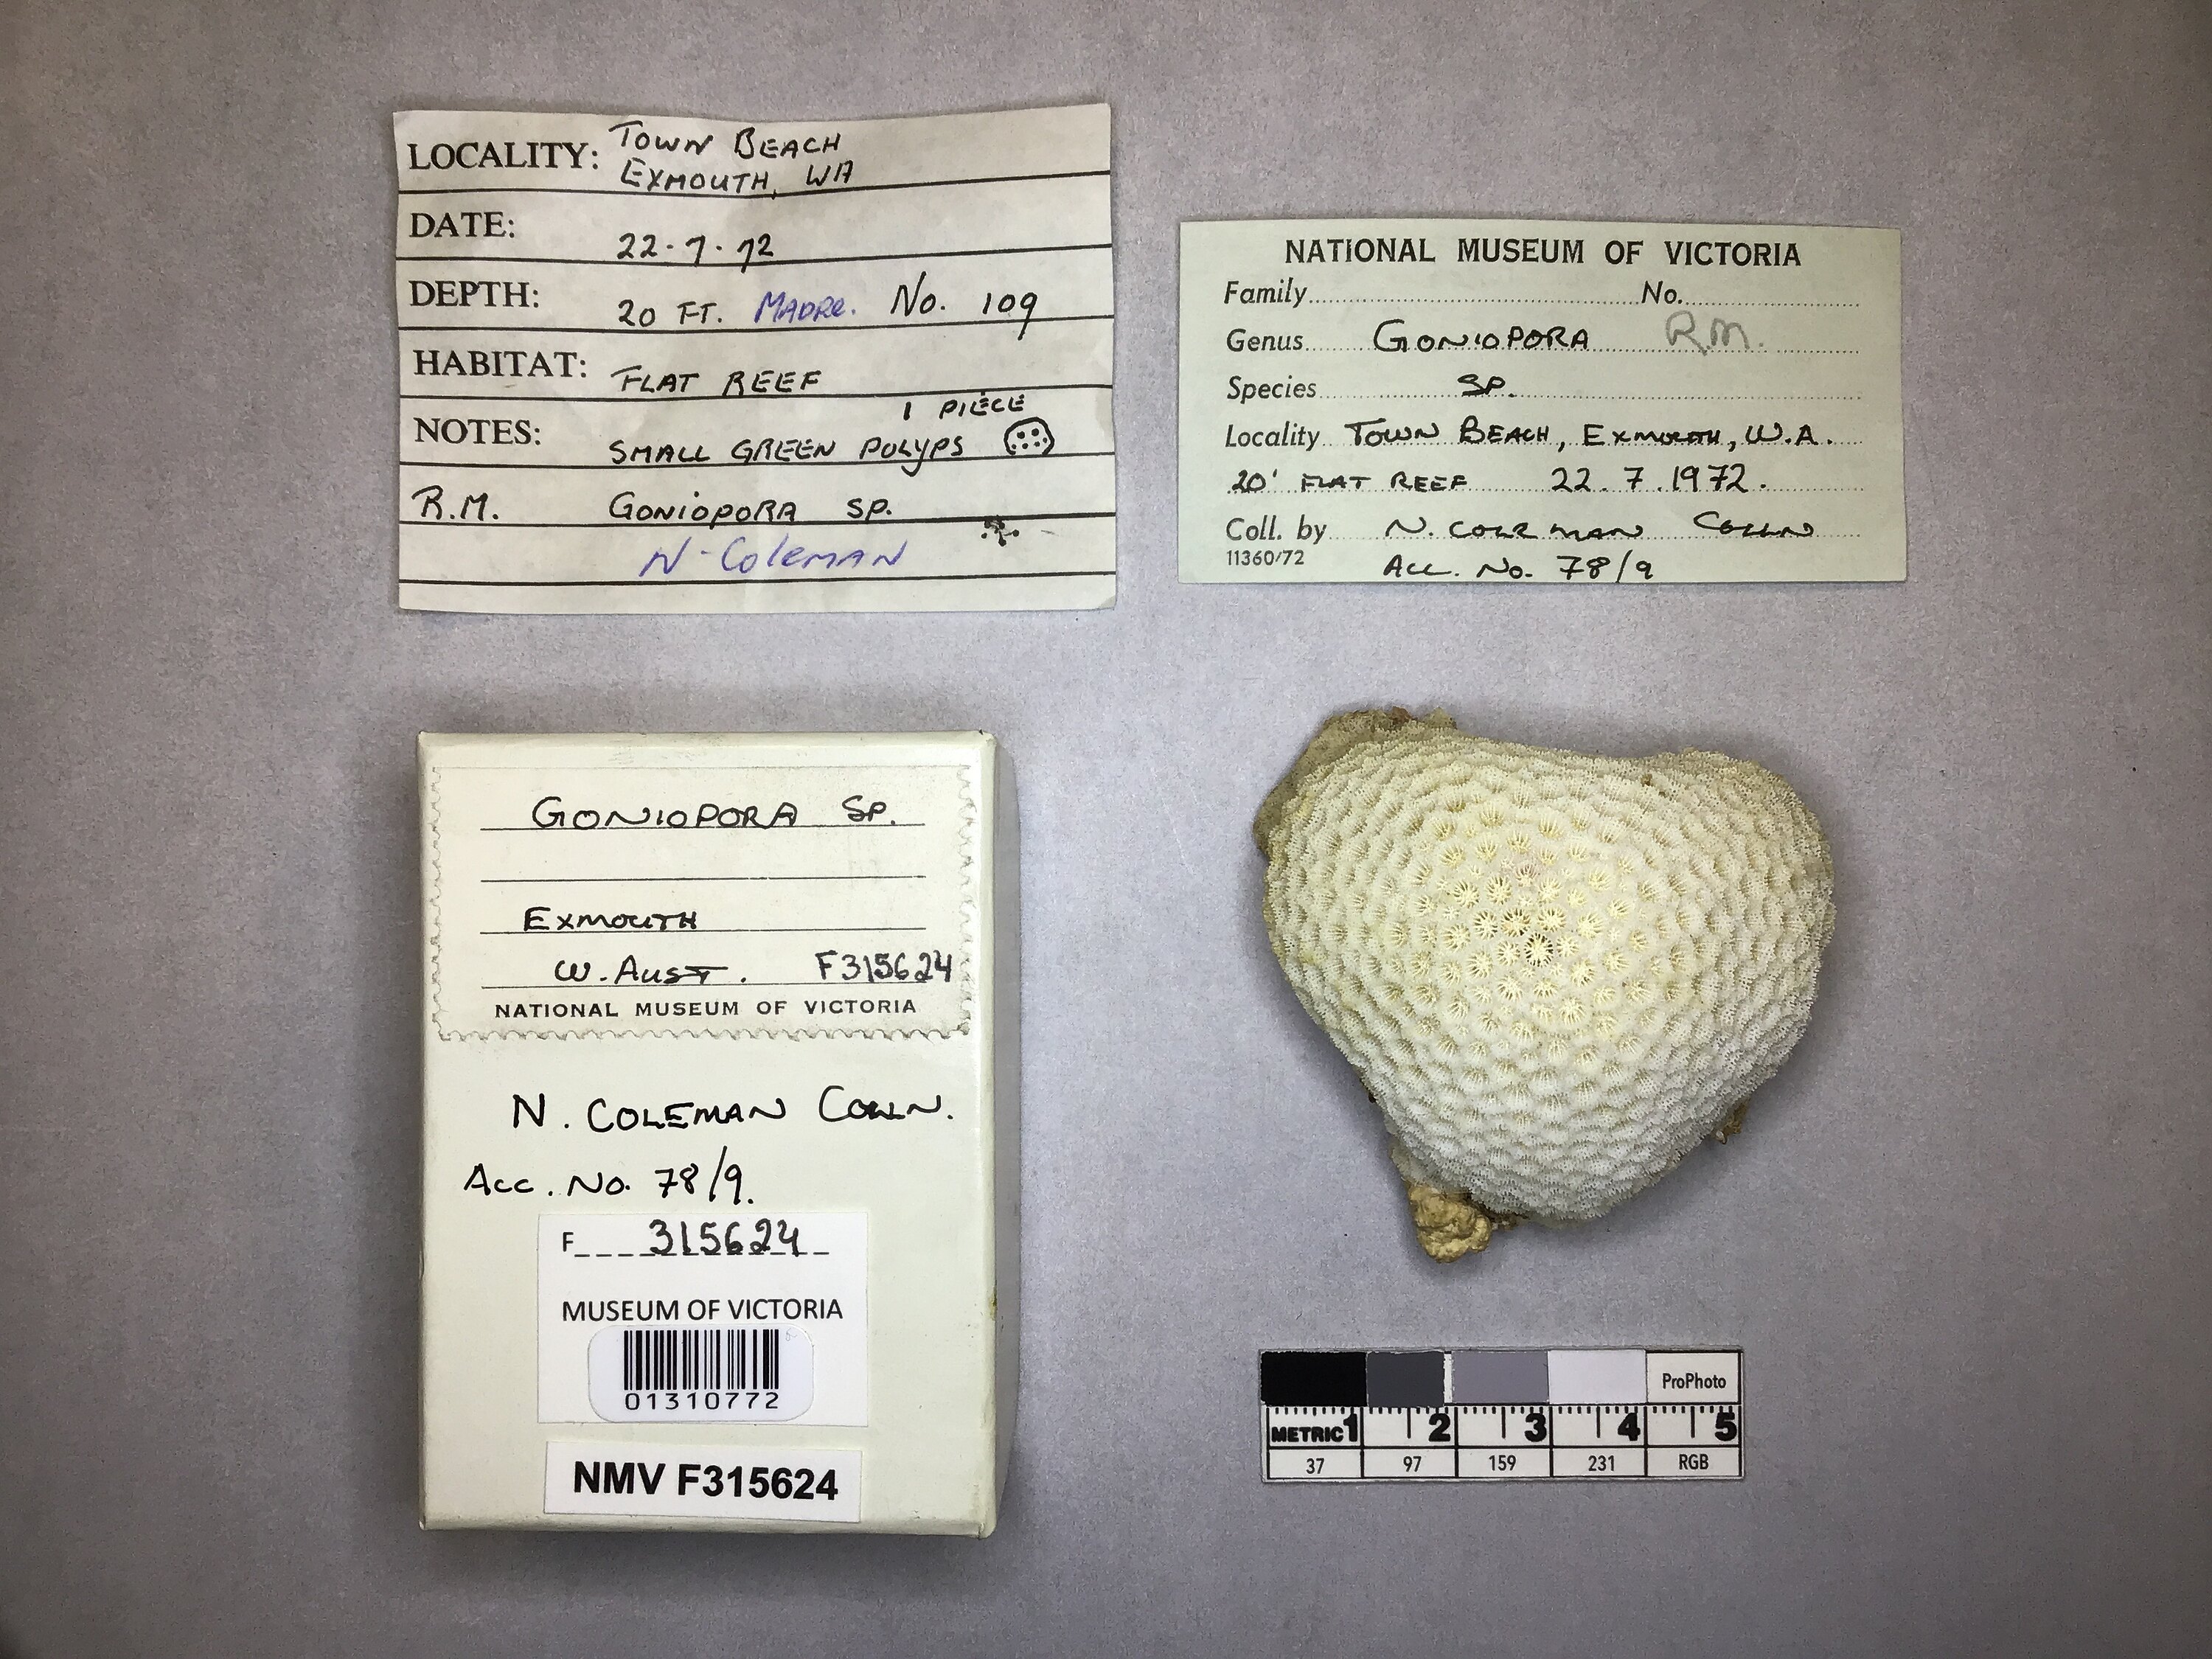 LOCALITY: TOWN BEACH
EXMOUTH, WA
DATE: 22·7·72
DEPTH: 20 FT. MADRE. No. 109
HABITAT: FLAT REEF
1 PIECE
NOTES: SMALL GREEN POLYPS
R.M. GONIOPORA SP.
N-Coleman
NATIONAL MUSEUM OF VICTORIA
Family No.
Genus GONIOPORA R.M.
Species SP.
Locality TOWN BEACH, EXMOUTH, W.A.
20' FLAT REEF 22.7.1972.
Coll. by N. COLEMAN COLLN
11360/72 ACC. NO. 78/9
GONIOPORA SP.
EXMOUTH
W. AUST. F315624
NATIONAL MUSEUM OF VICTORIA
N. COLEMAN COLLN.
ACC. NO. 78/9.
F 315624
MUSEUM OF VICTORIA
01310772
NMV F315624
ProPhoto
METRIC 1 2 3 4 5
37 97 159 231 RGB